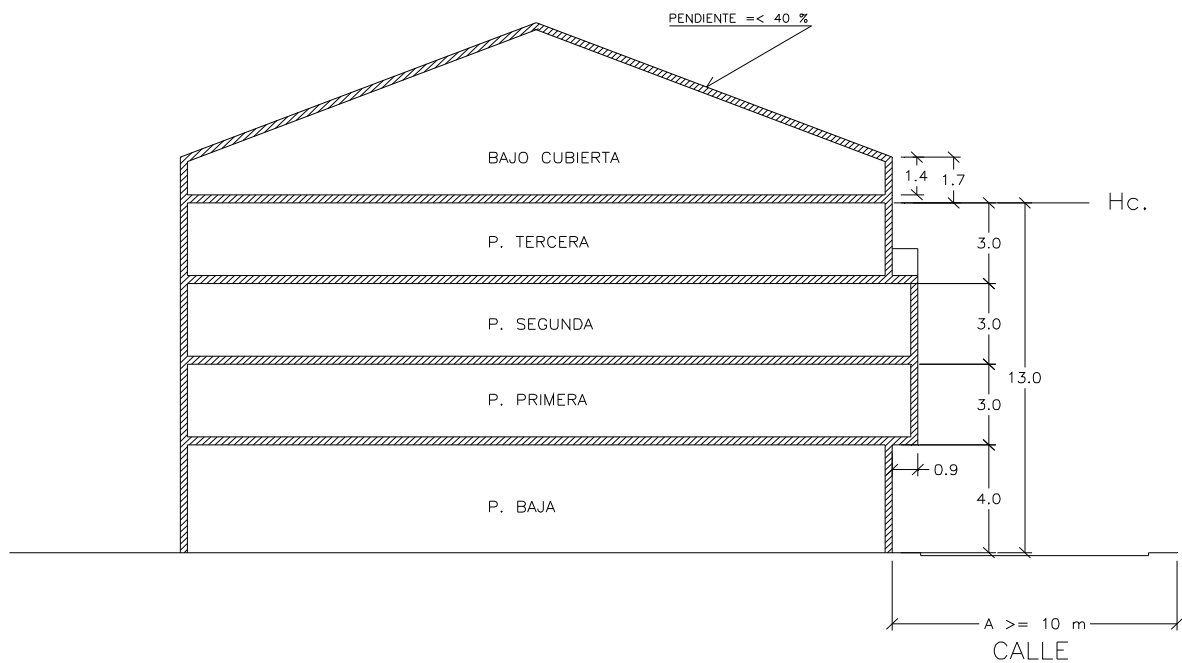 PENDIENTE =< 40 %
BAJO CUBIERTA
1.4
1.7
Hc.
P. TERCERA
3.0
P. SEGUNDA
3.0
13.0
P. PRIMERA
3.0
0.9
P. BAJA
4.0
A >= 10 m
CALLE